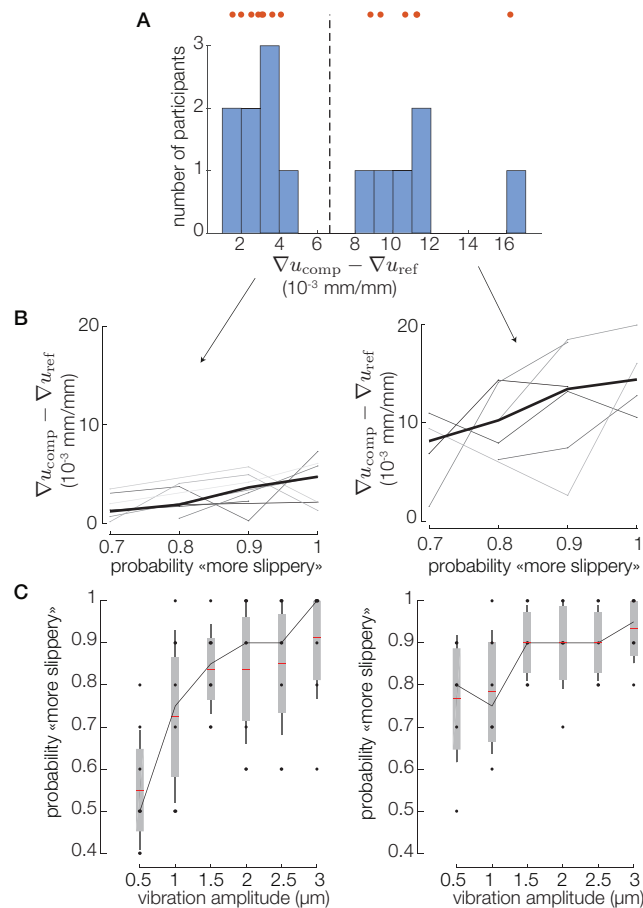 A
number of participants
3
2
1
0
2 4 6 8 10 12 14 16
∇u_comp − ∇u_ref
(10⁻³ mm/mm)
B
∇u_comp − ∇u_ref
(10⁻³ mm/mm)
20
10
0
0.7 0.8 0.9 1
probability «more slippery»
∇u_comp − ∇u_ref
(10⁻³ mm/mm)
20
10
0
0.7 0.8 0.9 1
probability «more slippery»
C
probability «more slippery»
1
0.9
0.8
0.7
0.6
0.5
0.4
0.5 1 1.5 2 2.5 3
vibration amplitude (µm)
probability «more slippery»
1
0.9
0.8
0.7
0.6
0.5
0.4
0.5 1 1.5 2 2.5 3
vibration amplitude (µm)